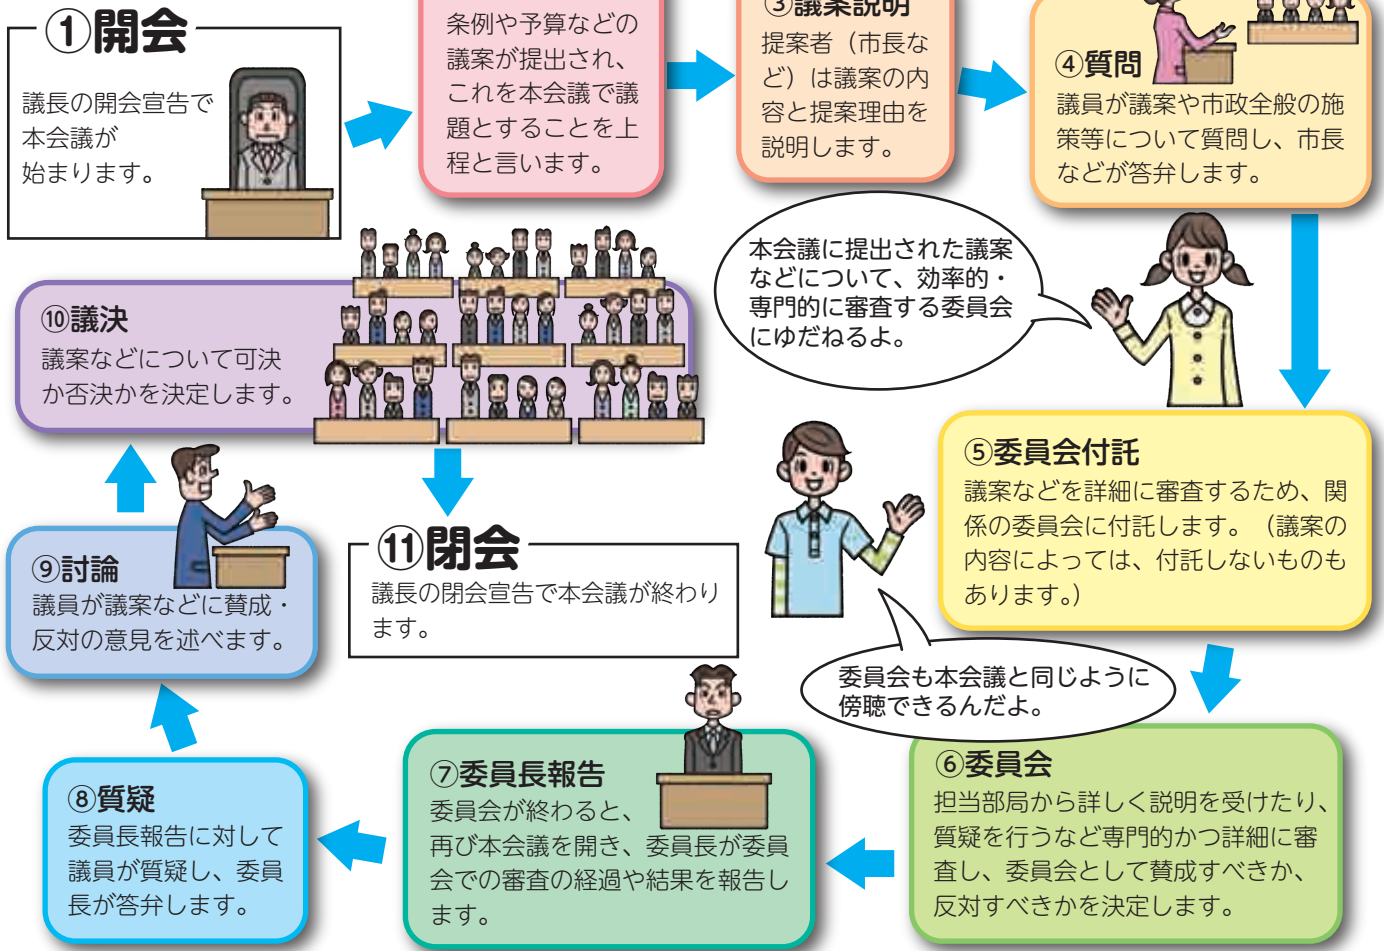 ①開会
議長の開会宣告で
本会議が
始まります。
条例や予算などの
議案が提出され、
これを本会議で議
題とすることを上
程と言います。
③議案説明
提案者（市長な
ど）は議案の内
容と提案理由を
説明します。
④質問
議員が議案や市政全般の施
策等について質問し、市長
などが答弁します。
本会議に提出された議案
などについて、効率的・
専門的に審査する委員会
にゆだねるよ。
⑤委員会付託
議案などを詳細に審査するため、関
係の委員会に付託します。（議案の
内容によっては、付託しないものも
あります。）
委員会も本会議と同じように
傍聴できるんだよ。
⑥委員会
担当部局から詳しく説明を受けたり、
質疑を行うなど専門的かつ詳細に審
査し、委員会として賛成すべきか、
反対すべきかを決定します。
⑦委員長報告
委員会が終わると、
再び本会議を開き、委員長が委員
会での審査の経過や結果を報告し
ます。
⑧質疑
委員長報告に対して
議員が質疑し、委員
長が答弁します。
⑨討論
議員が議案などに賛成・
反対の意見を述べます。
⑩議決
議案などについて可決
か否決かを決定します。
⑪閉会
議長の閉会宣告で本会議が終わり
ます。